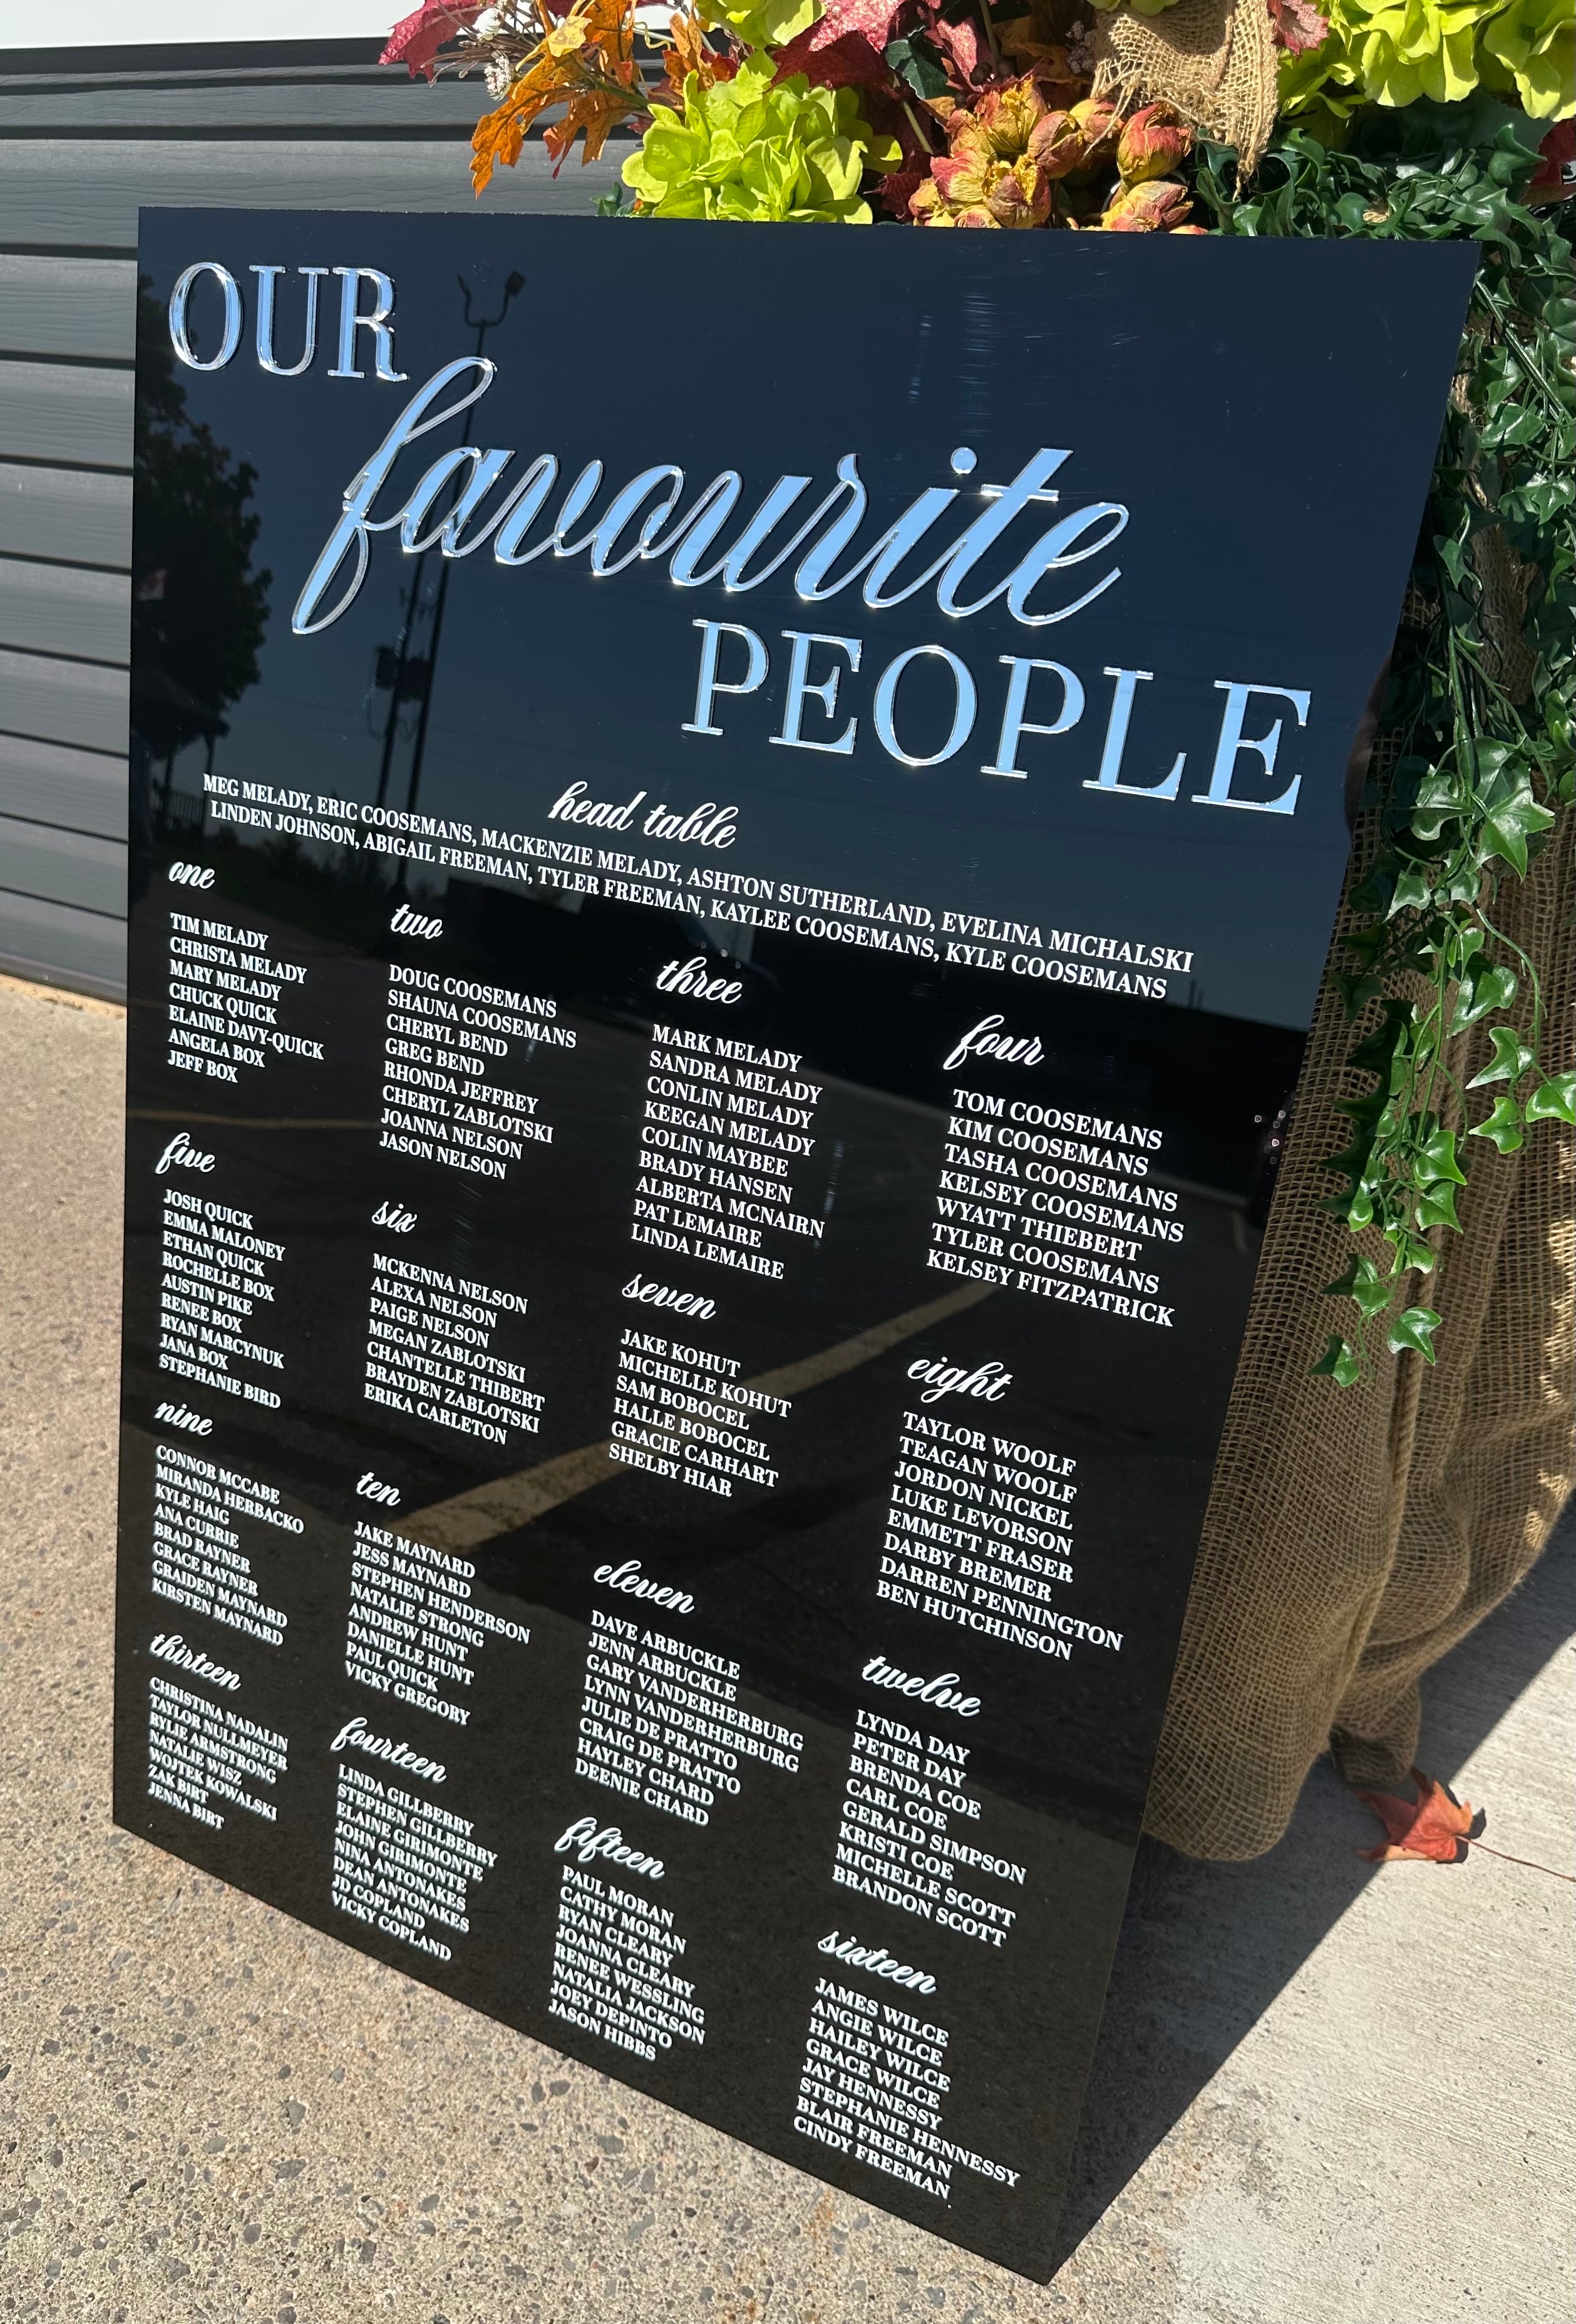 OUR
favourite
PEOPLE
head table
MEG MELADY, ERIC COOSEMANS, MACKENZIE MELADY, ASHTON SUTHERLAND, EVELINA MICHALSKI
LINDEN JOHNSON, ABIGAIL FREEMAN, TYLER FREEMAN, KAYLEE COOSEMANS, KYLE COOSEMANS
one
TIM MELADY
CHRISTA MELADY
MARY MELADY
CHUCK QUICK
ELAINE DAVY-QUICK
ANGELA BOX
JEFF BOX
two
DOUG COOSEMANS
SHAUNA COOSEMANS
CHERYL BEND
GREG BEND
RHONDA JEFFREY
CHERYL ZABLOTSKI
JOANNA NELSON
JASON NELSON
three
MARK MELADY
SANDRA MELADY
CONLIN MELADY
KEEGAN MELADY
COLIN MAYBEE
BRADY HANSEN
ALBERTA MCNAIRN
PAT LEMAIRE
LINDA LEMAIRE
four
TOM COOSEMANS
KIM COOSEMANS
TASHA COOSEMANS
KELSEY COOSEMANS
WYATT THIEBERT
TYLER COOSEMANS
KELSEY FITZPATRICK
five
JOSH QUICK
EMMA MALONEY
ETHAN QUICK
ROCHELLE BOX
AUSTIN PIKE
RENEE BOX
RYAN MARCYNUK
JANA BOX
STEPHANIE BIRD
six
MCKENNA NELSON
ALEXA NELSON
PAIGE NELSON
MEGAN ZABLOTSKI
CHANTELLE THIBERT
BRAYDEN ZABLOTSKI
ERIKA CARLETON
seven
JAKE KOHUT
MICHELLE KOHUT
SAM BOBOCEL
HALLE BOBOCEL
GRACIE CARHART
SHELBY HIAR
eight
TAYLOR WOOLF
TEAGAN WOOLF
JORDON NICKEL
LUKE LEVORSON
EMMETT FRASER
DARBY BREMER
DARREN PENNINGTON
BEN HUTCHINSON
nine
CONNOR MCCABE
MIRANDA HERBACKO
KYLE HAIG
ANA CURRIE
BRAD RAYNER
GRACE RAYNER
GRAIDEN MAYNARD
KIRSTEN MAYNARD
ten
JAKE MAYNARD
JESS MAYNARD
STEPHEN HENDERSON
NATALIE STRONG
ANDREW HUNT
DANIELLE HUNT
PAUL QUICK
VICKY GREGORY
eleven
DAVE ARBUCKLE
JENN ARBUCKLE
GARY VANDERHERBURG
LYNN VANDERHERBURG
JULIE DE PRATTO
CRAIG DE PRATTO
HAYLEY CHARD
DEENIE CHARD
twelve
LYNDA DAY
PETER DAY
BRENDA COE
CARL COE
GERALD SIMPSON
KRISTI COE
MICHELLE SCOTT
BRANDON SCOTT
thirteen
CHRISTINA NADALIN
TAYLOR NULLMEYER
RYLIE ARMSTRONG
NATALIE WISZ
WOJTEK KOWALSKI
ZAK BIRT
JENNA BIRT
fourteen
LINDA GILLBERRY
STEPHEN GILLBERRY
ELAINE GIRIMONTE
JOHN GIRIMONTE
NINA ANTONAKES
DEAN ANTONAKES
JD COPLAND
VICKY COPLAND
fifteen
PAUL MORAN
CATHY MORAN
RYAN CLEARY
JOANNA CLEARY
RENEE WESSLING
NATALIA JACKSON
JOEY DEPINTO
JASON HIBBS
sixteen
JAMES WILCE
ANGIE WILCE
HAILEY WILCE
GRACE WILCE
JAY HENNESSY
STEPHANIE HENNESSY
BLAIR FREEMAN
CINDY FREEMAN